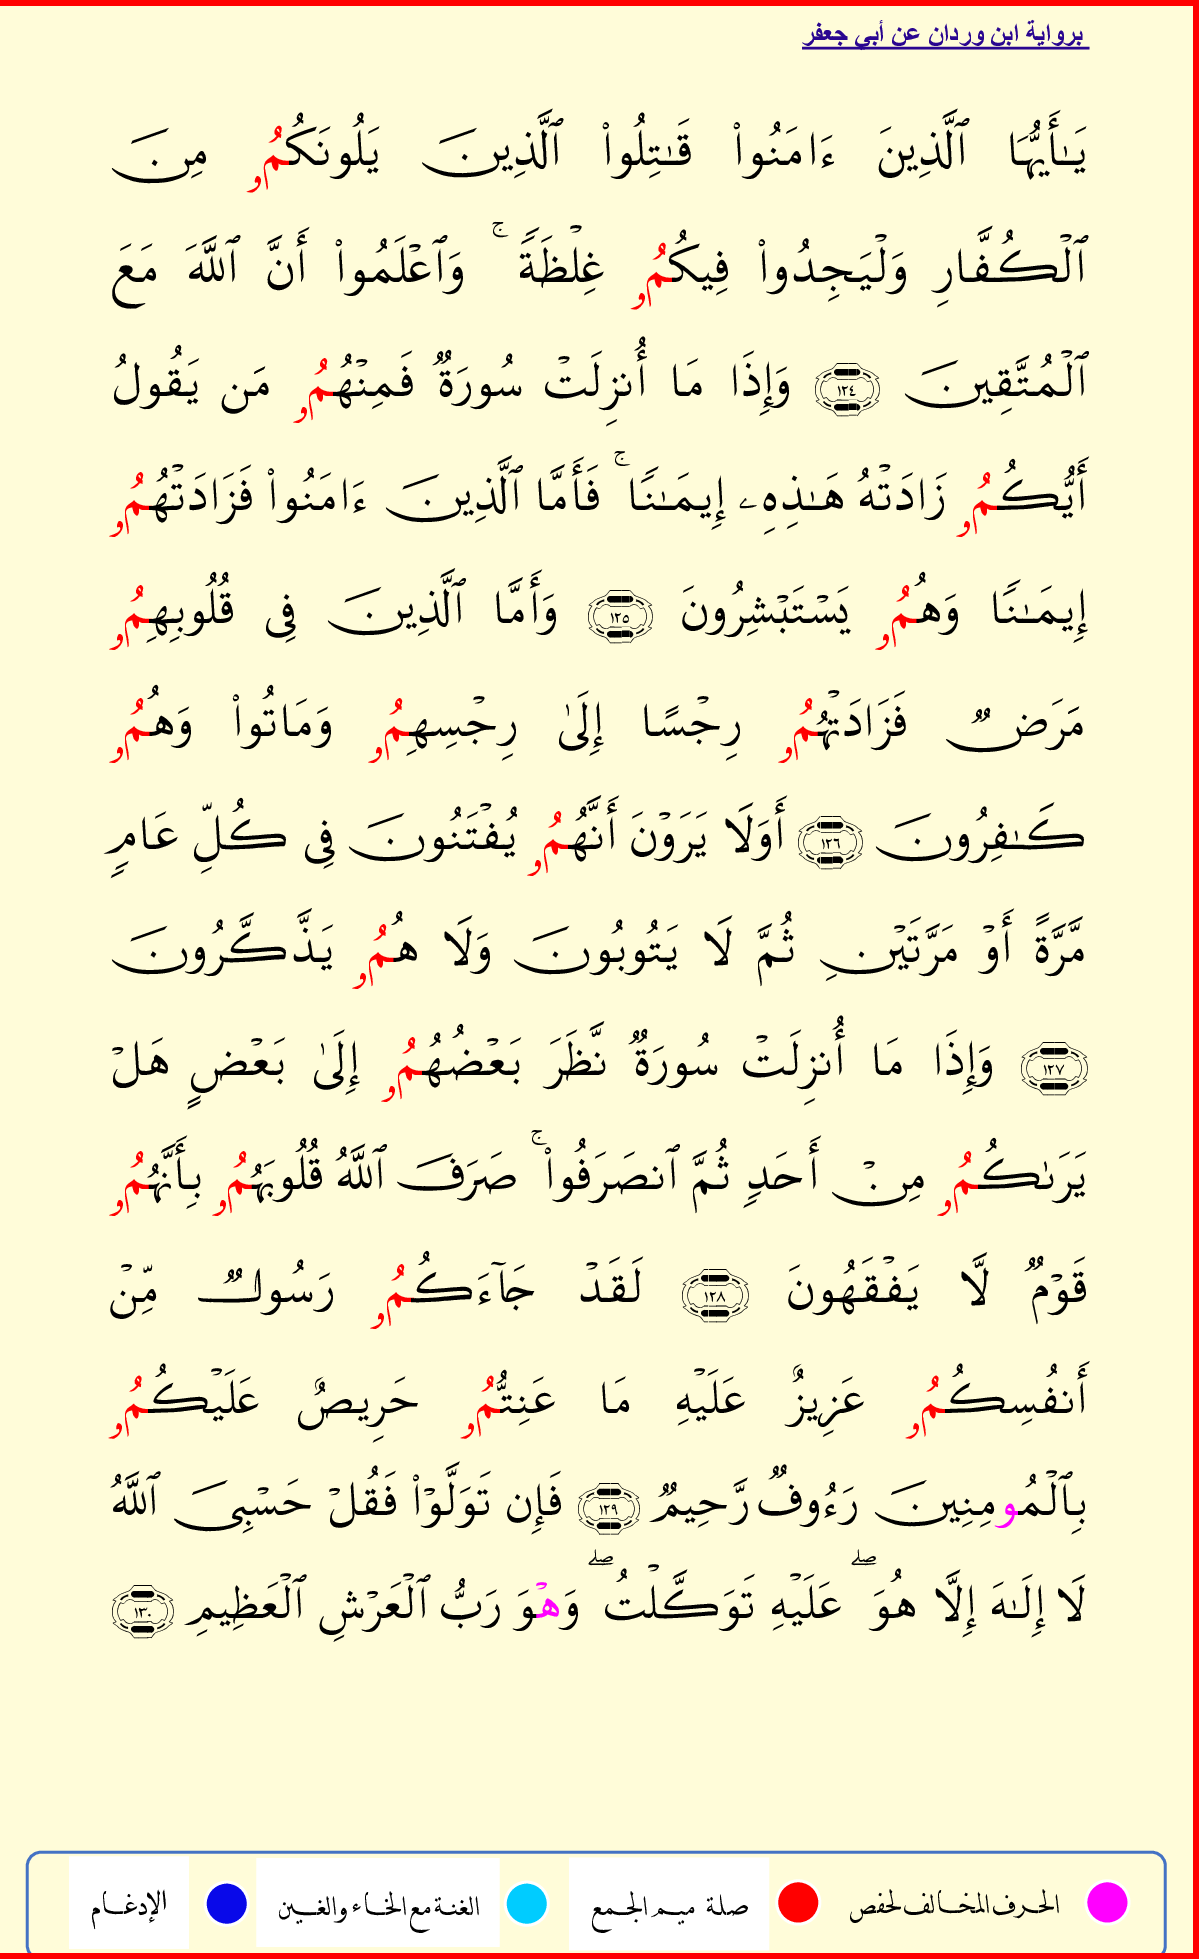 برواية ابن وردان عن أبي جعفر
يَـٰٓأَيُّهَا ٱلَّذِينَ ءَامَنُوا۟ قَـٰتِلُوا۟ ٱلَّذِينَ يَلُونَكُمُۥ مِنَ
ٱلْكُفَّارِ وَلْيَجِدُوا۟ فِيكُمُۥ غِلْظَةً ۚ وَٱعْلَمُوا۟ أَنَّ ٱللَّهَ مَعَ
ٱلْمُتَّقِينَ ١٢٤ وَإِذَا مَا أُنزِلَتْ سُورَةٌ فَمِنْهُمُۥ مَن يَقُولُ
أَيُّكُمُۥ زَادَتْهُ هَـٰذِهِۦ إِيمَـٰنًا ۚ فَأَمَّا ٱلَّذِينَ ءَامَنُوا۟ فَزَادَتْهُمُۥ
إِيمَـٰنًا وَهُمُۥ يَسْتَبْشِرُونَ ١٢٥ وَأَمَّا ٱلَّذِينَ فِى قُلُوبِهِمُۥ
مَرَضٌ فَزَادَتْهُمُۥ رِجْسًا إِلَىٰ رِجْسِهِمُۥ وَمَاتُوا۟ وَهُمُۥ
كَـٰفِرُونَ ١٢٦ أَوَلَا يَرَوْنَ أَنَّهُمُۥ يُفْتَنُونَ فِى كُلِّ عَامٍ
مَّرَّةً أَوْ مَرَّتَيْنِ ثُمَّ لَا يَتُوبُونَ وَلَا هُمُۥ يَذَّكَّرُونَ
١٢٧ وَإِذَا مَا أُنزِلَتْ سُورَةٌ نَّظَرَ بَعْضُهُمُۥ إِلَىٰ بَعْضٍ هَلْ
يَرَىٰكُمُۥ مِنْ أَحَدٍ ثُمَّ ٱنصَرَفُوا۟ ۚ صَرَفَ ٱللَّهُ قُلُوبَهُمُۥ بِأَنَّهُمُۥ
قَوْمٌ لَّا يَفْقَهُونَ ١٢٨ لَقَدْ جَآءَكُمُۥ رَسُولٌ مِّنْ
أَنفُسِكُمُۥ عَزِيزٌ عَلَيْهِ مَا عَنِتُّمُۥ حَرِيصٌ عَلَيْكُمُۥ
بِٱلْمُومِنِينَ رَءُوفٌ رَّحِيمٌ ١٢٩ فَإِن تَوَلَّوْا۟ فَقُلْ حَسْبِىَ ٱللَّهُ
لَا إِلَـٰهَ إِلَّا هُوَ ۖ عَلَيْهِ تَوَكَّلْتُ ۖ وَهْوَ رَبُّ ٱلْعَرْشِ ٱلْعَظِيمِ ١٣٠
الحرف المخالف لحفص صلة ميم الجمع الغنة مع الخاء والغين الإدغام